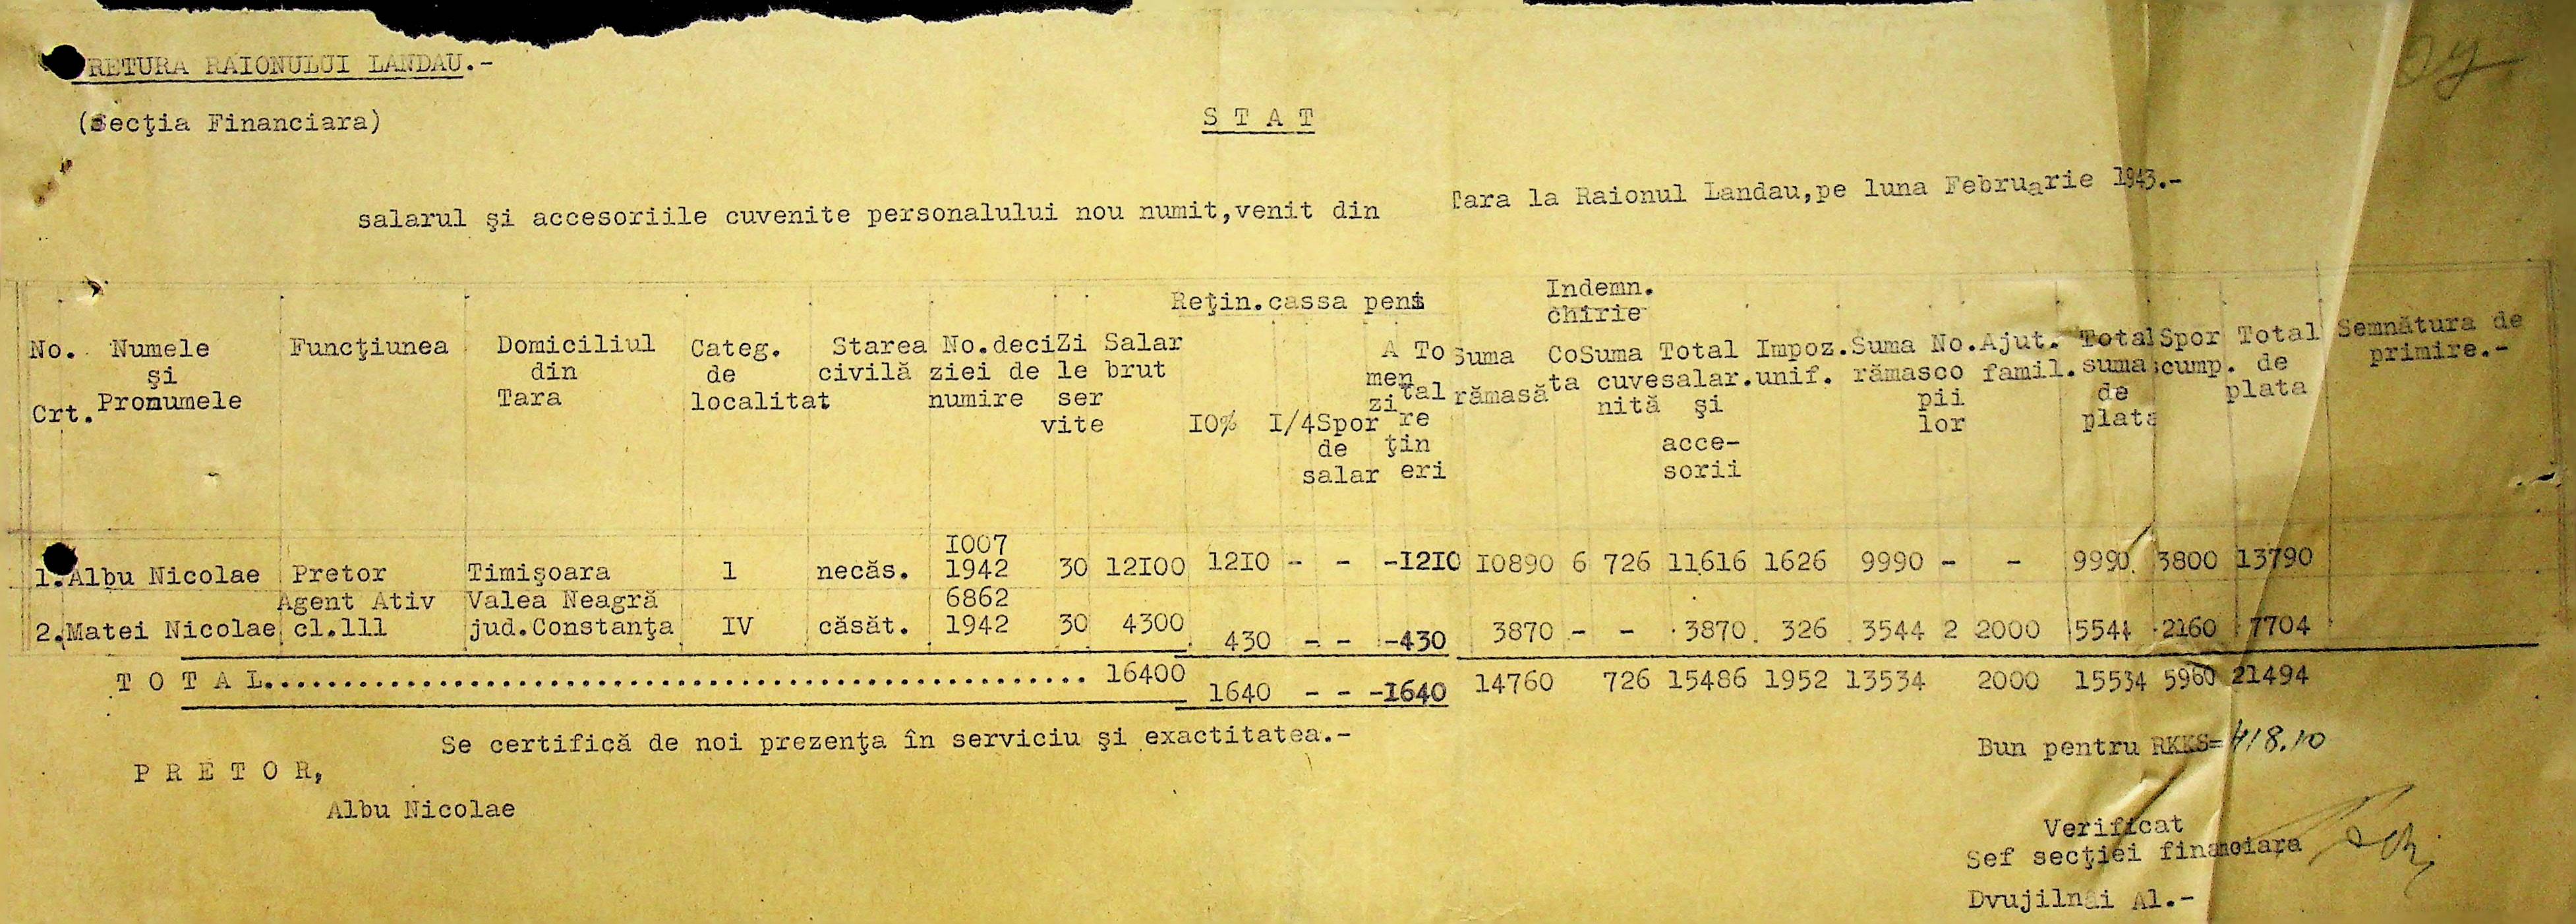 RETURA RAIONULUI LANDAU.-
(Secţia Financiara)
S T A T
salarul şi accesoriile cuvenite personalului nou numit,venit din Tara la Raionul Landau,pe luna Februarie 1943.-
No. Crt.
Numele şi Pronumele
Funcţiunea
Domiciliul din Tara
Categ. de localitat
Starea civilă
No.deci ziei de numire
Zi le ser vite
Salar brut
Reţin.cassa pensi
I0%
I/4
Spor de salar
A men zi
To tal re ţin eri
Suma rămasă
Indemn. chirie
Co ta
Suma cuve nită
Total salar. şi acce- sorii
Impoz. unif.
Suma rămas
No. co pii lor
Ajut. famil.
Total suma de plata
Spor scump.
Total de plata
Semnătura de primire.-
1. Albu Nicolae Pretor Timişoara 1 necăs. I007 1942 30 12I00 12I0 - - -12I0 I0890 6 726 11616 1626 9990 - - 9990 3800 13790
2. Matei Nicolae Agent Ativ cl.111 Valea Neagră jud.Constanţa IV căsăt. 6862 1942 30 4300 430 - - -430 3870 - - 3870 326 3544 2 2000 5544 2160 7704
T O T A L.................................................... 16400 1640 - - -1640 14760 726 15486 1952 13534 2000 15534 5960 21494
Se certifică de noi prezenţa în serviciu şi exactitatea.-
P R E T O R,
Albu Nicolae
Bun pentru RKKS= 418.10
Verificat
Sef secţiei financiara
Dvujilnai Al.-